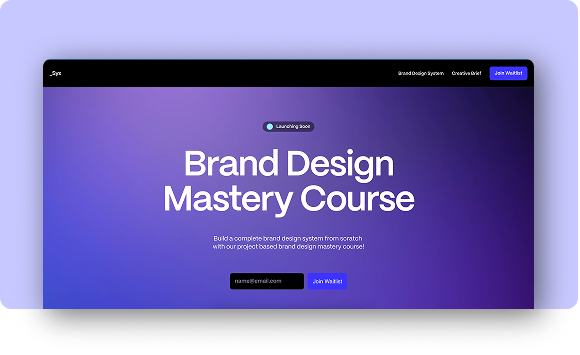 _Sys
Brand Design System
Creative Brief
Join Waitlist
Launching Soon
Brand Design
Mastery Course
Build a complete brand design system from scratch
with our project based brand design mastery course!
name@email.com
Join Waitlist